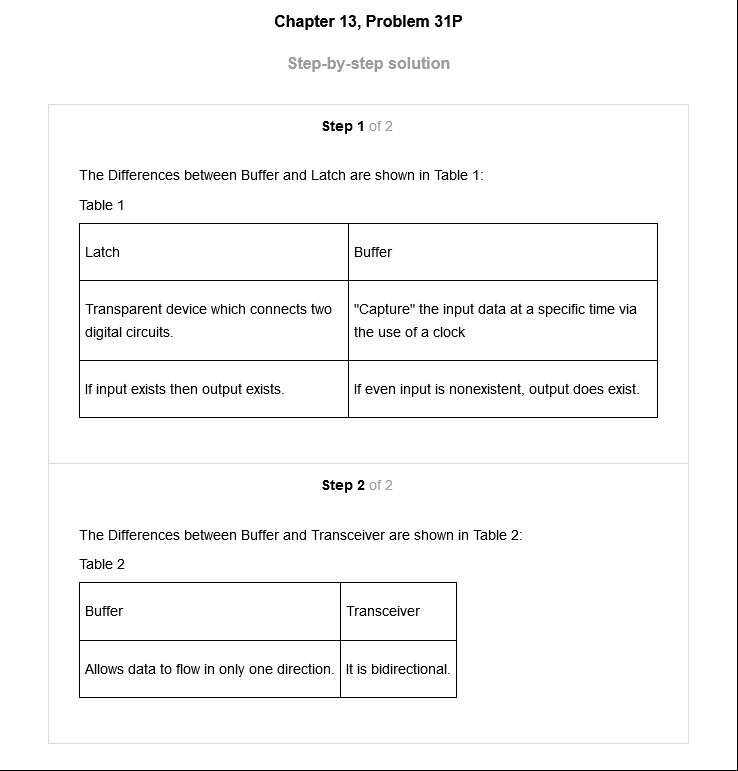 Chapter 13, Problem 31P
Step-by-step solution
Step 1 of 2
The Differences between Buffer and Latch are shown in Table 1:
Table 1
Latch
Buffer
Transparent device which connects two
digital circuits.
"Capture" the input data at a specific time via
the use of a clock
If input exists then output exists.
If even input is nonexistent, output does exist.
Step 2 of 2
The Differences between Buffer and Transceiver are shown in Table 2:
Table 2
Buffer
Transceiver
Allows data to flow in only one direction.
It is bidirectional.